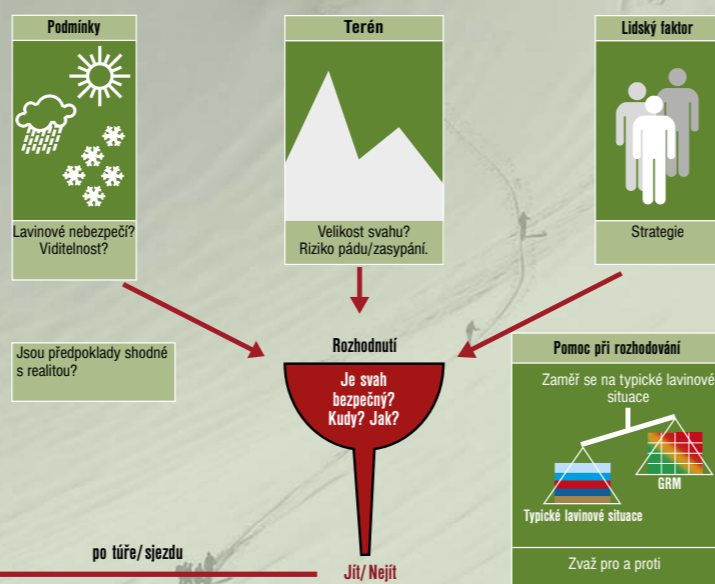 Podmínky
Lavinové nebezpečí?
Viditelnost?
Terén
Velikost svahu?
Riziko pádu/zasypání.
Lidský faktor
Strategie
Jsou předpoklady shodné
s realitou?
Rozhodnutí
Je svah
bezpečný?
Kudy? Jak?
Jít/ Nejít
po túře/ sjezdu
Pomoc při rozhodování
Zaměř se na typické lavinové
situace
GRM
Typické lavinové situace
Zvaž pro a proti